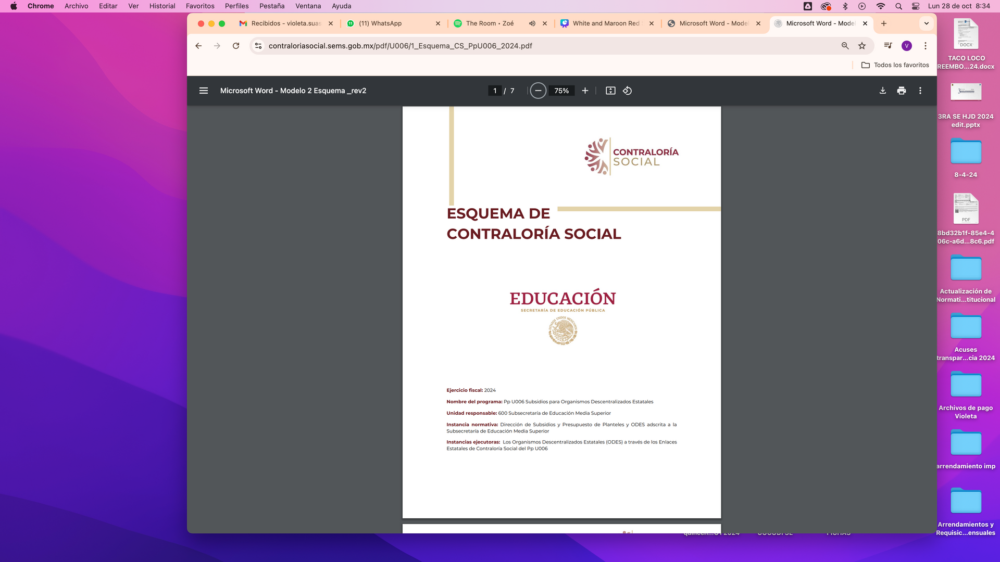 Chrome Archivo Editar Ver Historial Favoritos Perfiles Pestaña Ventana Ayuda
Lun 28 de oct 8:34
Recibidos - violeta.suas
(11) WhatsApp
The Room • Zoé
White and Maroon Red
Microsoft Word - Model
Microsoft Word - Model
contraloriasocial.sems.gob.mx/pdf/U006/1_Esquema_CS_PpU006_2024.pdf
V
Todos los favoritos
Microsoft Word - Modelo 2 Esquema _rev2
1 / 7
75%
CONTRALORÍA
SOCIAL
ESQUEMA DE
CONTRALORÍA SOCIAL
EDUCACIÓN
SECRETARÍA DE EDUCACIÓN PÚBLICA
ESTADOS UNIDOS MEXICANOS
Ejercicio fiscal: 2024
Nombre del programa: Pp U006 Subsidios para Organismos Descentralizados Estatales
Unidad responsable: 600 Subsecretaría de Educación Media Superior
Instancia normativa: Dirección de Subsidios y Presupuesto de Planteles y ODES adscrita a la
Subsecretaría de Educación Media Superior
Instancias ejecutoras: Los Organismos Descentralizados Estatales (ODES) a través de los Enlaces
Estatales de Contraloría Social del Pp U006
DOCX
TACO LOCO
REEMBO...24.docx
3RA SE HJD 2024
edit.pptx
8-4-24
PDF
8bd32b1f-85e4-4
06c-a6d...8c6.pdf
Actualización de
Normati...titucional
Acuses
transpar...cia 2024
Archivos de pago
Violeta
arrendamiento imp
Arrendamientos y
Requisic...ensuales